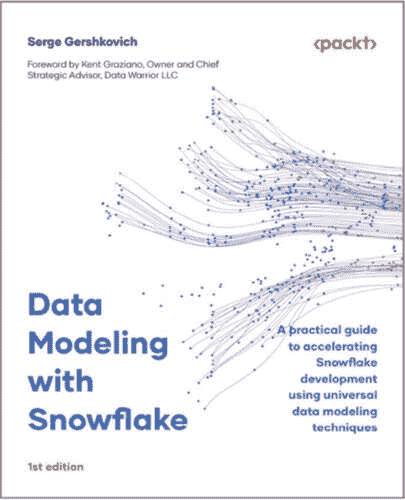 Serge Gershkovich
<packt>
Foreword by Kent Graziano, Owner and Chief
Strategic Advisor, Data Warrior LLC
Data
Modeling
with
Snowflake
A practical guide
to accelerating
Snowflake
development
using universal
data modeling
techniques
1st edition